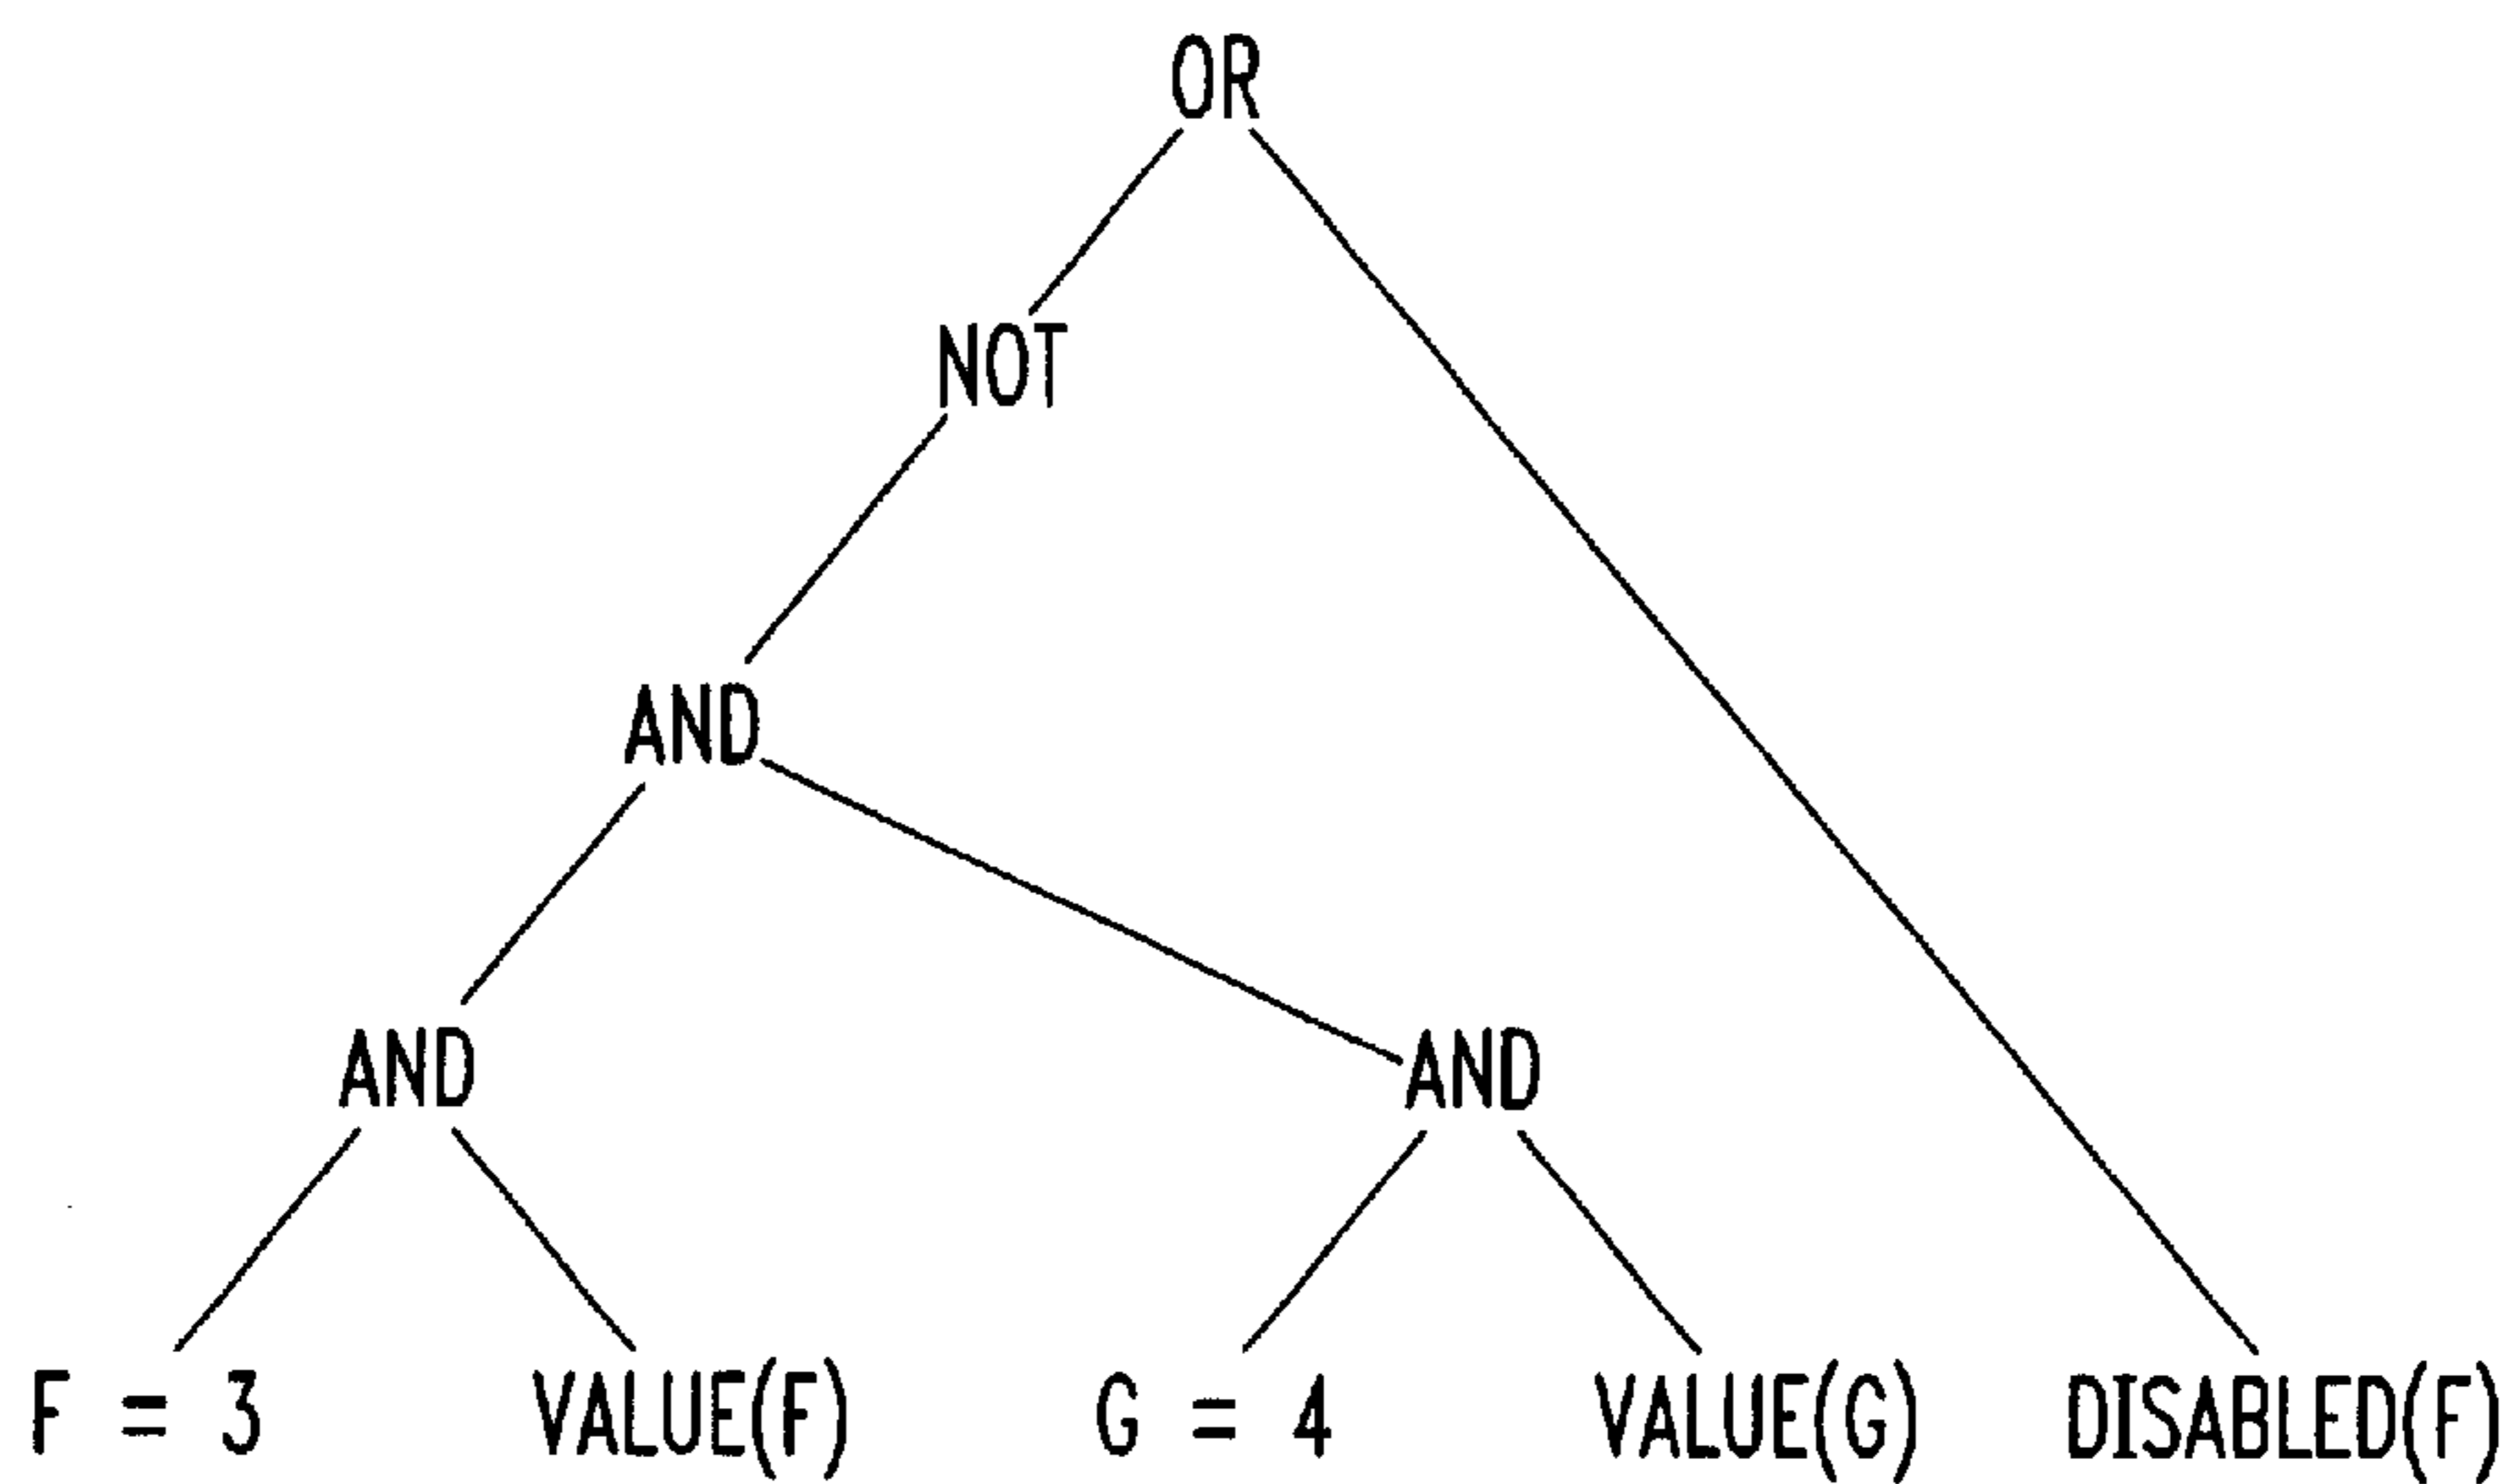 OR
NOT
AND
AND AND
F = 3 VALUE(F) G = 4 VALUE(G) DISABLED(F)